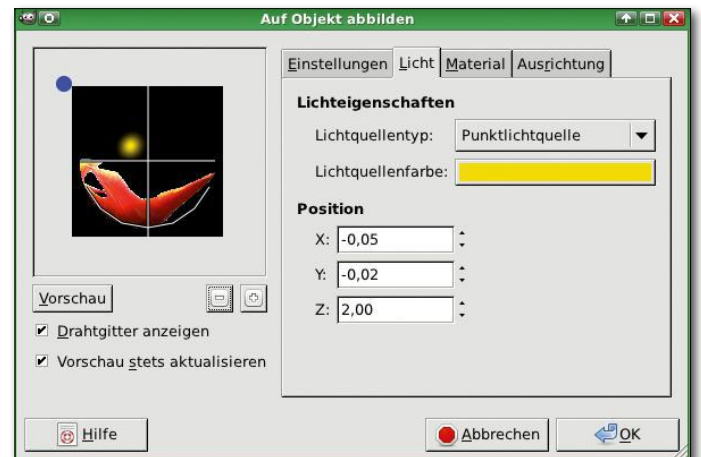 Auf Objekt abbilden
Einstellungen Licht Material Ausrichtung
Lichteigenschaften
Lichtquellentyp: Punktlichtquelle
Lichtquellenfarbe:
Position
X: -0,05
Y: -0,02
Z: 2,00
Vorschau
Drahtgitter anzeigen
Vorschau stets aktualisieren
Hilfe Abbrechen OK